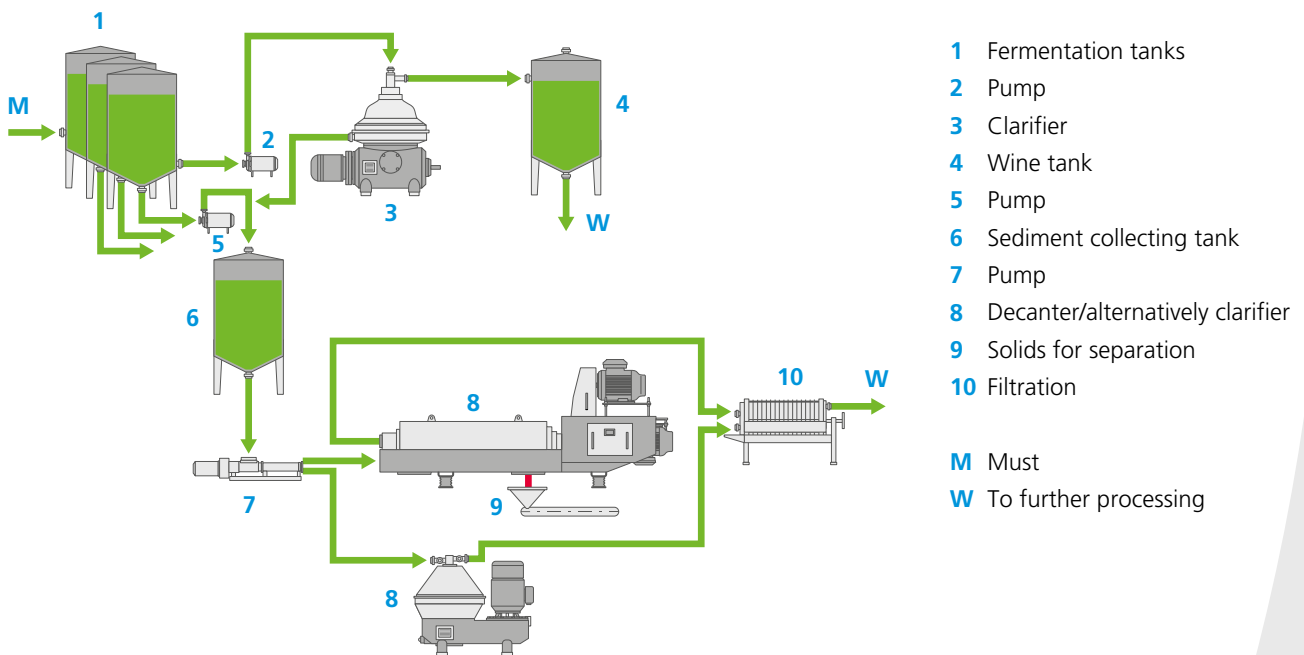 1
M
2
3
4
W
5
6
7
8
9
8
10
W
1 Fermentation tanks
2 Pump
3 Clarifier
4 Wine tank
5 Pump
6 Sediment collecting tank
7 Pump
8 Decanter/alternatively clarifier
9 Solids for separation
10 Filtration
M Must
W To further processing